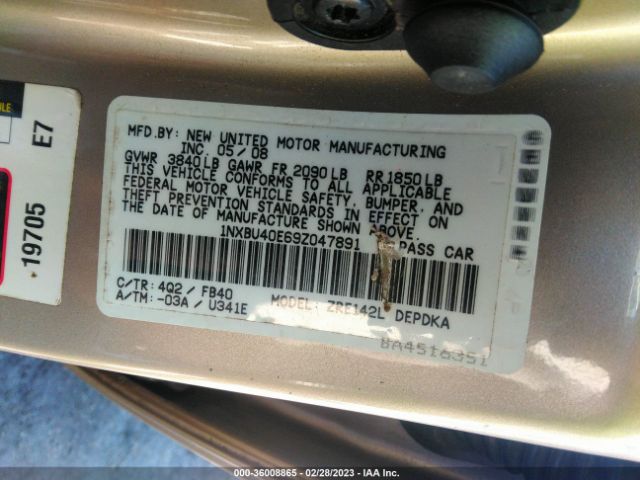 MFD.BY: NEW UNITED MOTOR MANUFACTURING
INC. 05 / 08
GVWR 3840LB GAWR FR 2090LB RR 1850LB
THIS VEHICLE CONFORMS TO ALL APPLICABLE
FEDERAL MOTOR VEHICLE SAFETY, BUMPER, AND
THEFT PREVENTION STANDARDS IN EFFECT ON
THE DATE OF MANUFACTURE SHOWN ABOVE.
1NXBU40E69Z047891 PASS CAR
C/TR: 4Q2 / FB40
A/TM: -03A / U341E
MODEL: ZRE142L DEPDKA
BA4516351
19705 E7
000-36008865 / 02/28/2023 / IAA Inc.